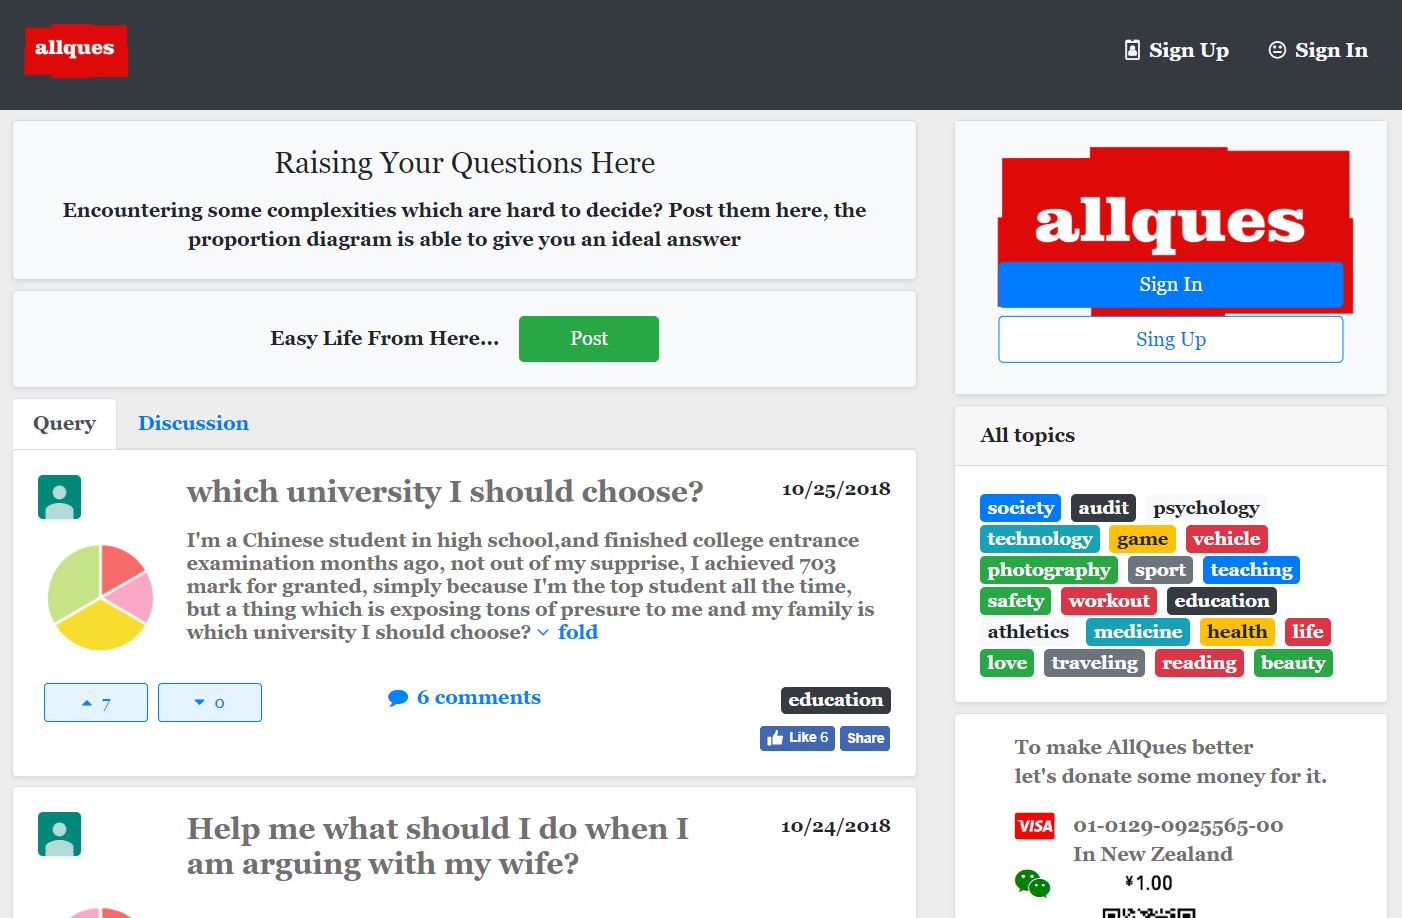 allques
Sign Up
Sign In
Raising Your Questions Here
Encountering some complexities which are hard to decide? Post them here, the
proportion diagram is able to give you an ideal answer
Easy Life From Here...
Post
Query
Discussion
which university I should choose?
10/25/2018
I'm a Chinese student in high school,and finished college entrance
examination months ago, not out of my supprise, I achieved 703
mark for granted, simply because I'm the top student all the time,
but a thing which is exposing tons of presure to me and my family is
which university I should choose? fold
7
0
6 comments
education
Like 6
Share
Help me what should I do when I
am arguing with my wife?
10/24/2018
allques
Sign In
Sing Up
All topics
society audit psychology
technology game vehicle
photography sport teaching
safety workout education
athletics medicine health life
love traveling reading beauty
To make AllQues better
let's donate some money for it.
VISA
01-0129-0925565-00
In New Zealand
¥1.00